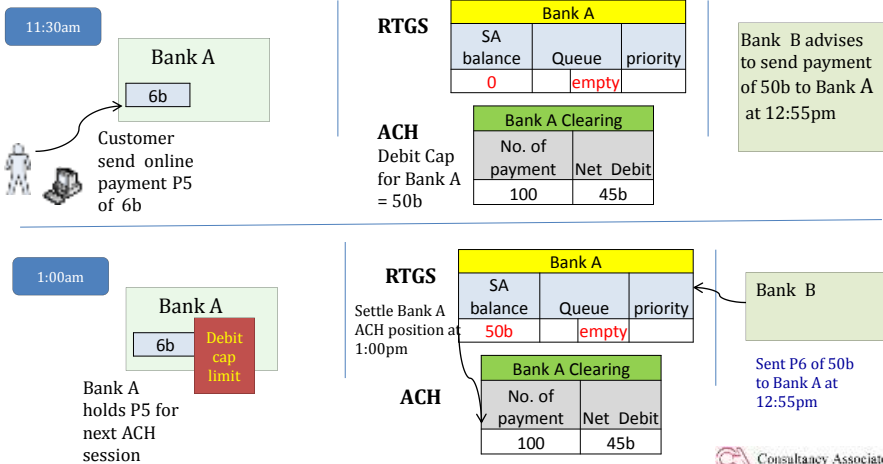 11:30am
Bank A
6b
Customer
send online
payment P5
of 6b
RTGS
Bank A
SA
balance Queue priority
0 empty
ACH
Debit Cap
for Bank A
= 50b
Bank A Clearing
No. of
payment Net Debit
100 45b
Bank B advises
to send payment
of 50b to Bank A
at 12:55pm
1:00am
Bank A
6b
Debit
cap
limit
Bank A
holds P5 for
next ACH
session
RTGS
Settle Bank A
ACH position at
1:00pm
Bank A
SA
balance Queue priority
50b empty
ACH
Bank A Clearing
No. of
payment Net Debit
100 45b
Bank B
Sent P6 of 50b
to Bank A at
12:55pm
CA Consultancy Associate